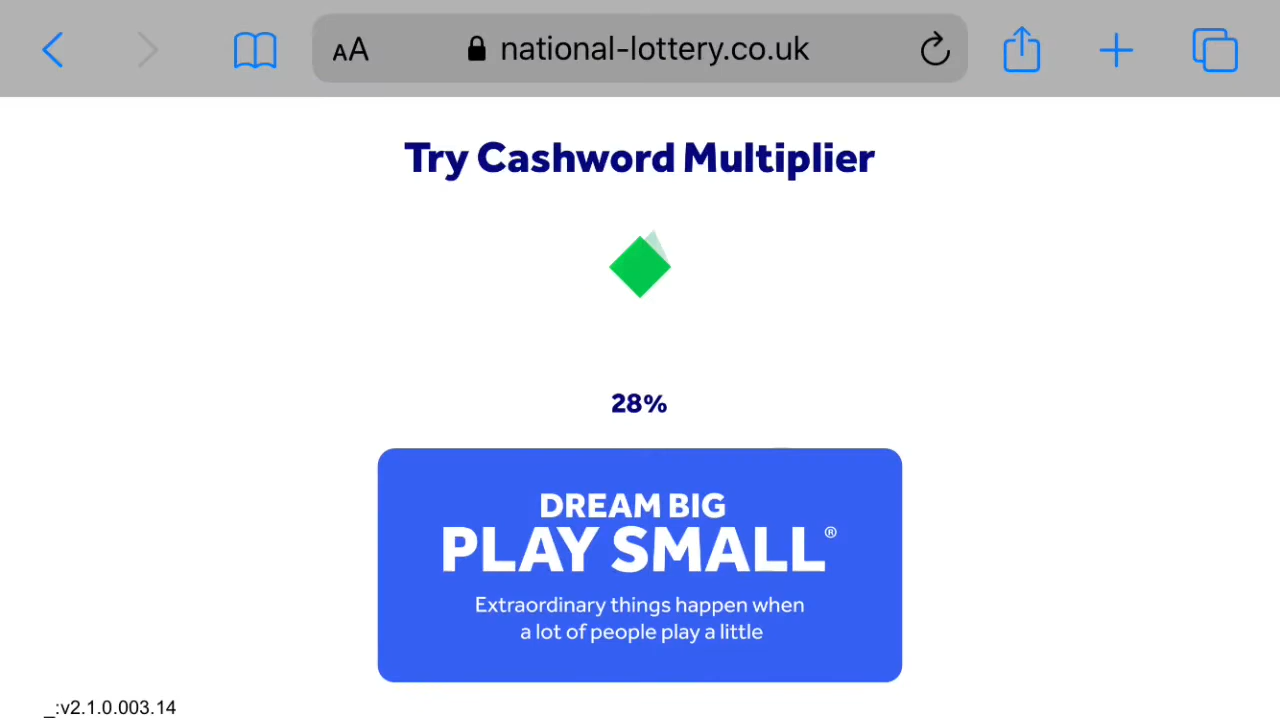 AA national-lottery.co.uk
Try Cashword Multiplier
28%
DREAM BIG
PLAY SMALL®
Extraordinary things happen when
a lot of people play a little
_:v2.1.0.003.14